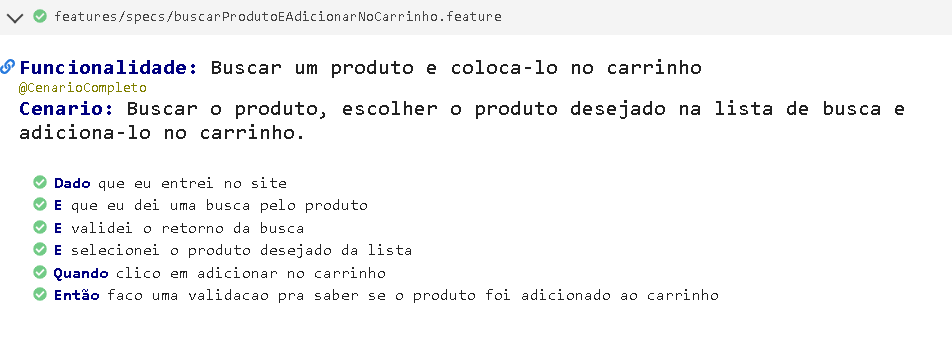 features/specs/buscarProdutoEAdicionarNoCarrinho.feature
Funcionalidade: Buscar um produto e coloca-lo no carrinho
@CenarioCompleto
Cenario: Buscar o produto, escolher o produto desejado na lista de busca e
adiciona-lo no carrinho.
Dado que eu entrei no site
E que eu dei uma busca pelo produto
E validei o retorno da busca
E selecionei o produto desejado da lista
Quando clico em adicionar no carrinho
Então faco uma validacao pra saber se o produto foi adicionado ao carrinho